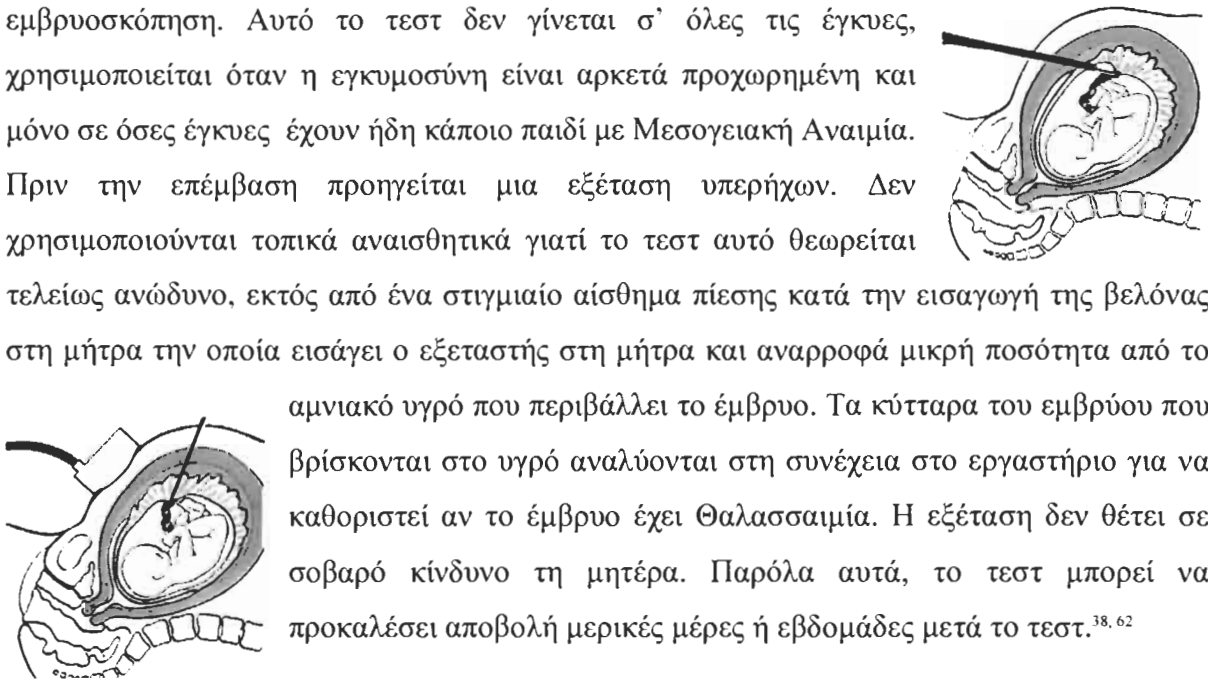 εμβρυοσκόπηση. Αυτό το τεστ δεν γίνεται σ' όλες τις έγκυες,
χρησιμοποιείται όταν η εγκυμοσύνη είναι αρκετά προχωρημένη και
μόνο σε όσες έγκυες έχουν ήδη κάποιο παιδί με Μεσογειακή Αναιμία.
Πριν την επέμβαση προηγείται μια εξέταση υπερήχων. Δεν
χρησιμοποιούνται τοπικά αναισθητικά γιατί το τεστ αυτό θεωρείται
τελείως ανώδυνο, εκτός από ένα στιγμιαίο αίσθημα πίεσης κατά την εισαγωγή της βελόνας
στη μήτρα την οποία εισάγει ο εξεταστής στη μήτρα και αναρροφά μικρή ποσότητα από το
αμνιακό υγρό που περιβάλλει το έμβρυο. Τα κύτταρα του εμβρύου που
βρίσκονται στο υγρό αναλύονται στη συνέχεια στο εργαστήριο για να
καθοριστεί αν το έμβρυο έχει Θαλασσαιμία. Η εξέταση δεν θέτει σε
σοβαρό κίνδυνο τη μητέρα. Παρόλα αυτά, το τεστ μπορεί να
προκαλέσει αποβολή μερικές μέρες ή εβδομάδες μετά το τεστ.38, 62